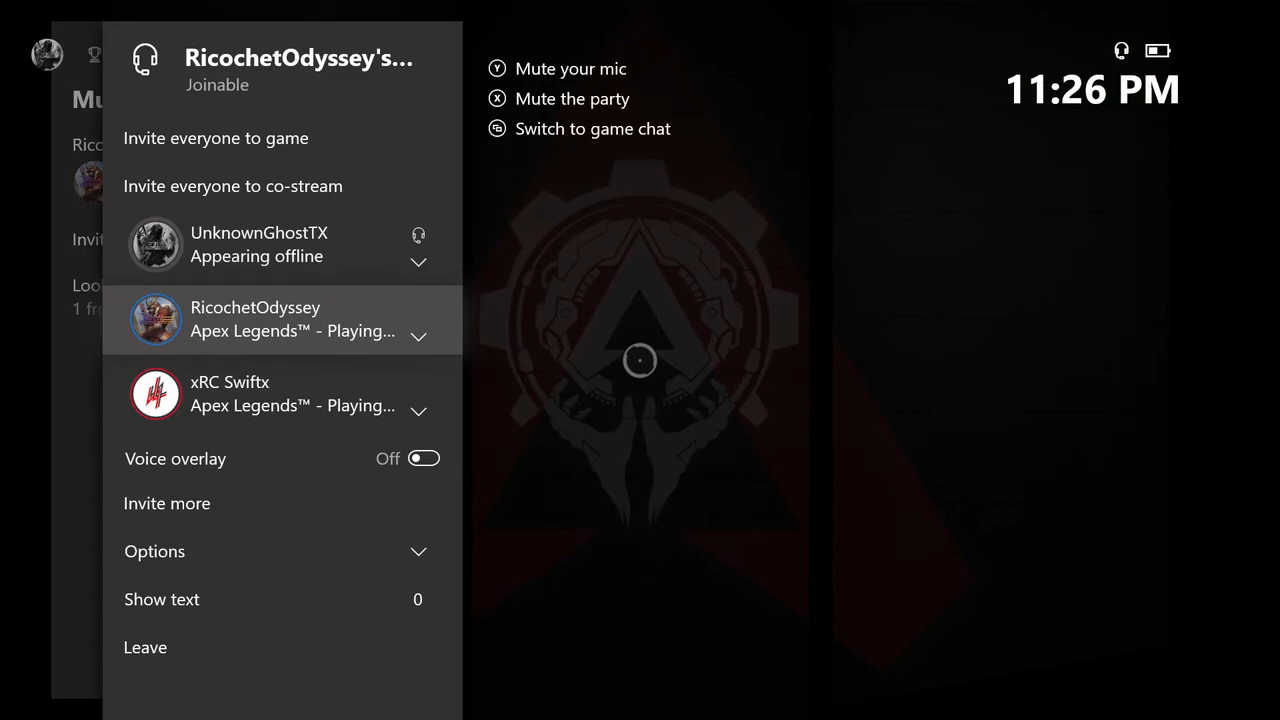 RicochetOdyssey's...
Joinable
Invite everyone to game
Invite everyone to co-stream
UnknownGhostTX
Appearing offline
RicochetOdyssey
Apex Legends™ - Playing...
xRC Swiftx
Apex Legends™ - Playing...
Voice overlay Off
Invite more
Options
Show text 0
Leave
Y Mute your mic
X Mute the party
Switch to game chat
11:26 PM